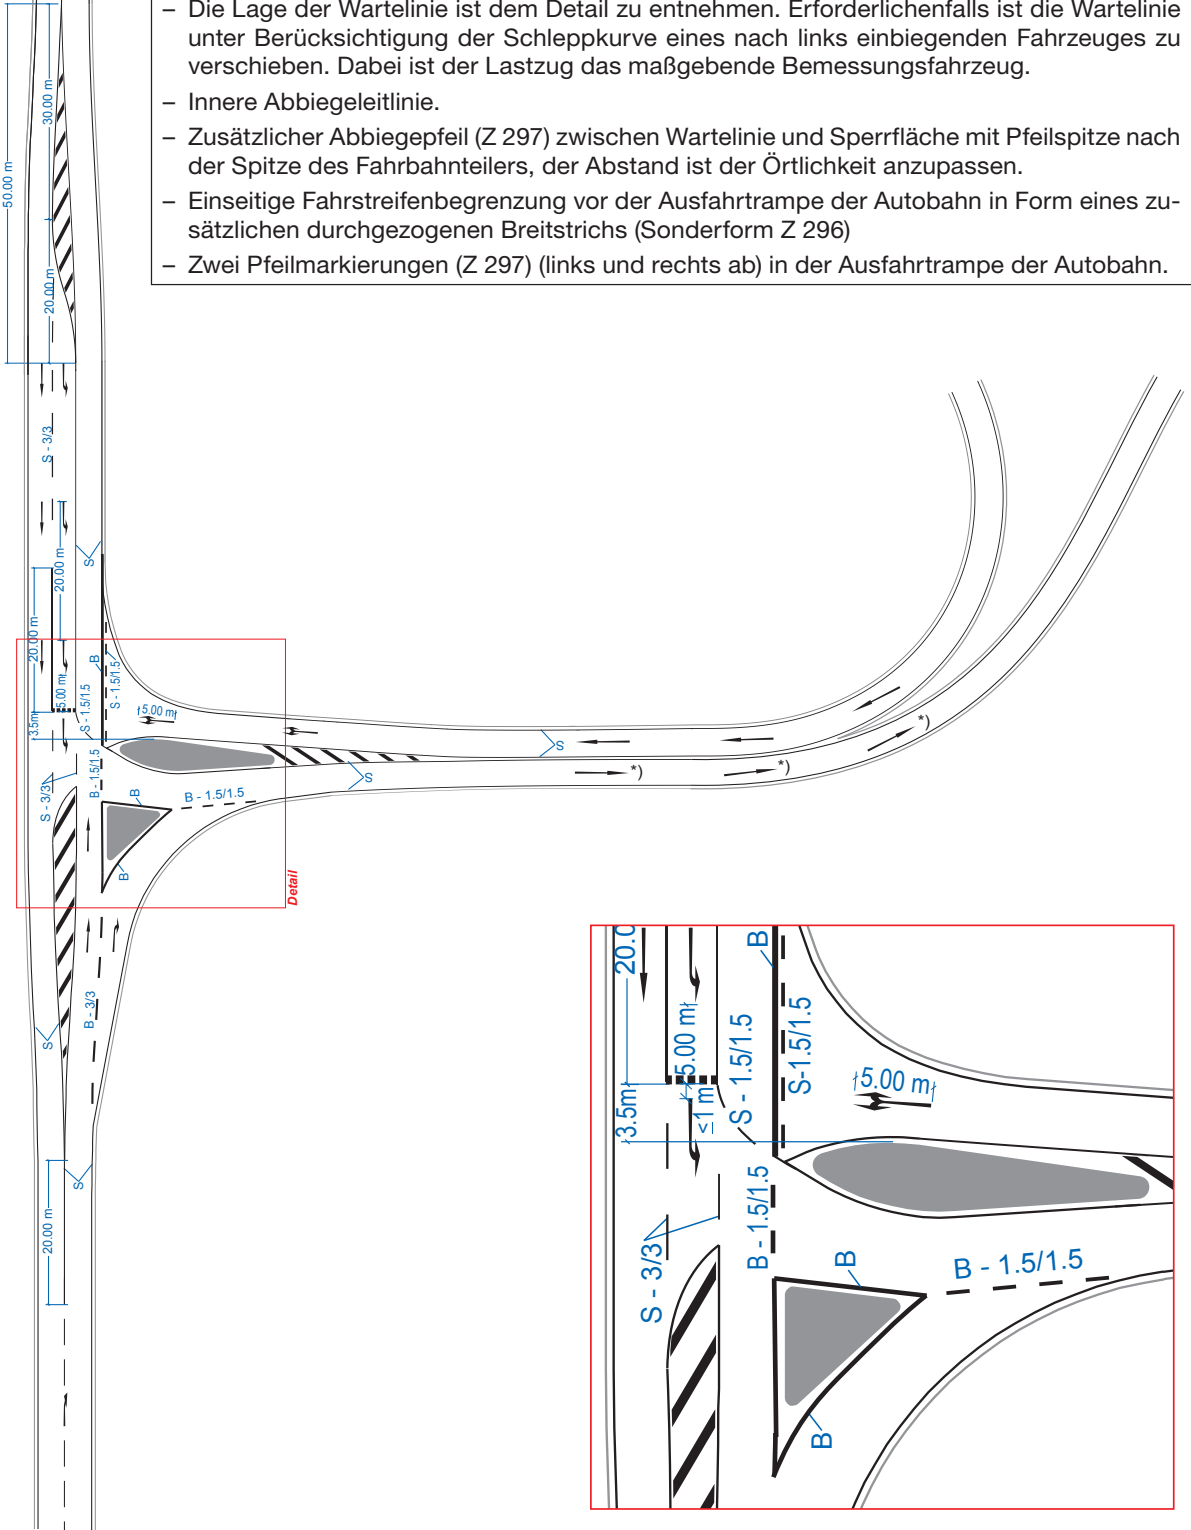 – Die Lage der Wartelinie ist dem Detail zu entnehmen. Erforderlichenfalls ist die Wartelinie
unter Berücksichtigung der Schleppkurve eines nach links einbiegenden Fahrzeuges zu
verschieben. Dabei ist der Lastzug das maßgebende Bemessungsfahrzeug.
– Innere Abbiegeleitlinie.
– Zusätzlicher Abbiegepfeil (Z 297) zwischen Wartelinie und Sperrfläche mit Pfeilspitze nach
der Spitze des Fahrbahnteilers, der Abstand ist der Örtlichkeit anzupassen.
– Einseitige Fahrstreifenbegrenzung vor der Ausfahrtrampe der Autobahn in Form eines zu-
sätzlichen durchgezogenen Breitstrichs (Sonderform Z 296)
– Zwei Pfeilmarkierungen (Z 297) (links und rechts ab) in der Ausfahrtrampe der Autobahn.
50.00 m
30.00 m
20.00 m
S - 3/3
20.00 m
S
20.00 m
B
S - 1.5/1.5
5.00 m
S - 1.5/1.5
3.5m
5.00 m
S
*)
*)
*)
S
B - 1.5/1.5
S - 3/3
B
B - 1.5/1.5
B
Detail
B - 3/3
S
S
20.00 m
20.0
B
5.00 m
S - 1.5/1.5
S-1.5/1.5
5.00 m
3.5m
≤1 m
B - 1.5/1.5
S - 3/3
B
B - 1.5/1.5
B